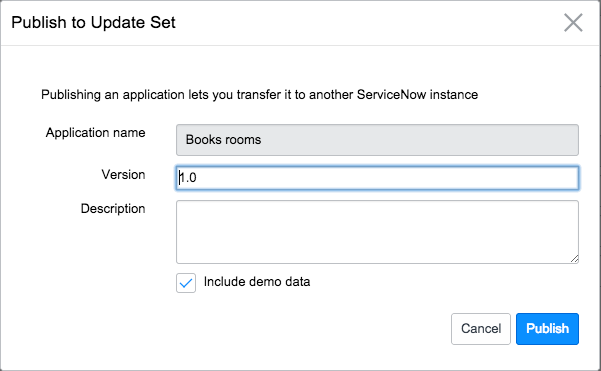 Publish to Update Set
Publishing an application lets you transfer it to another ServiceNow instance
Application name
Books rooms
Version
1.0
Description
Include demo data
Cancel
Publish